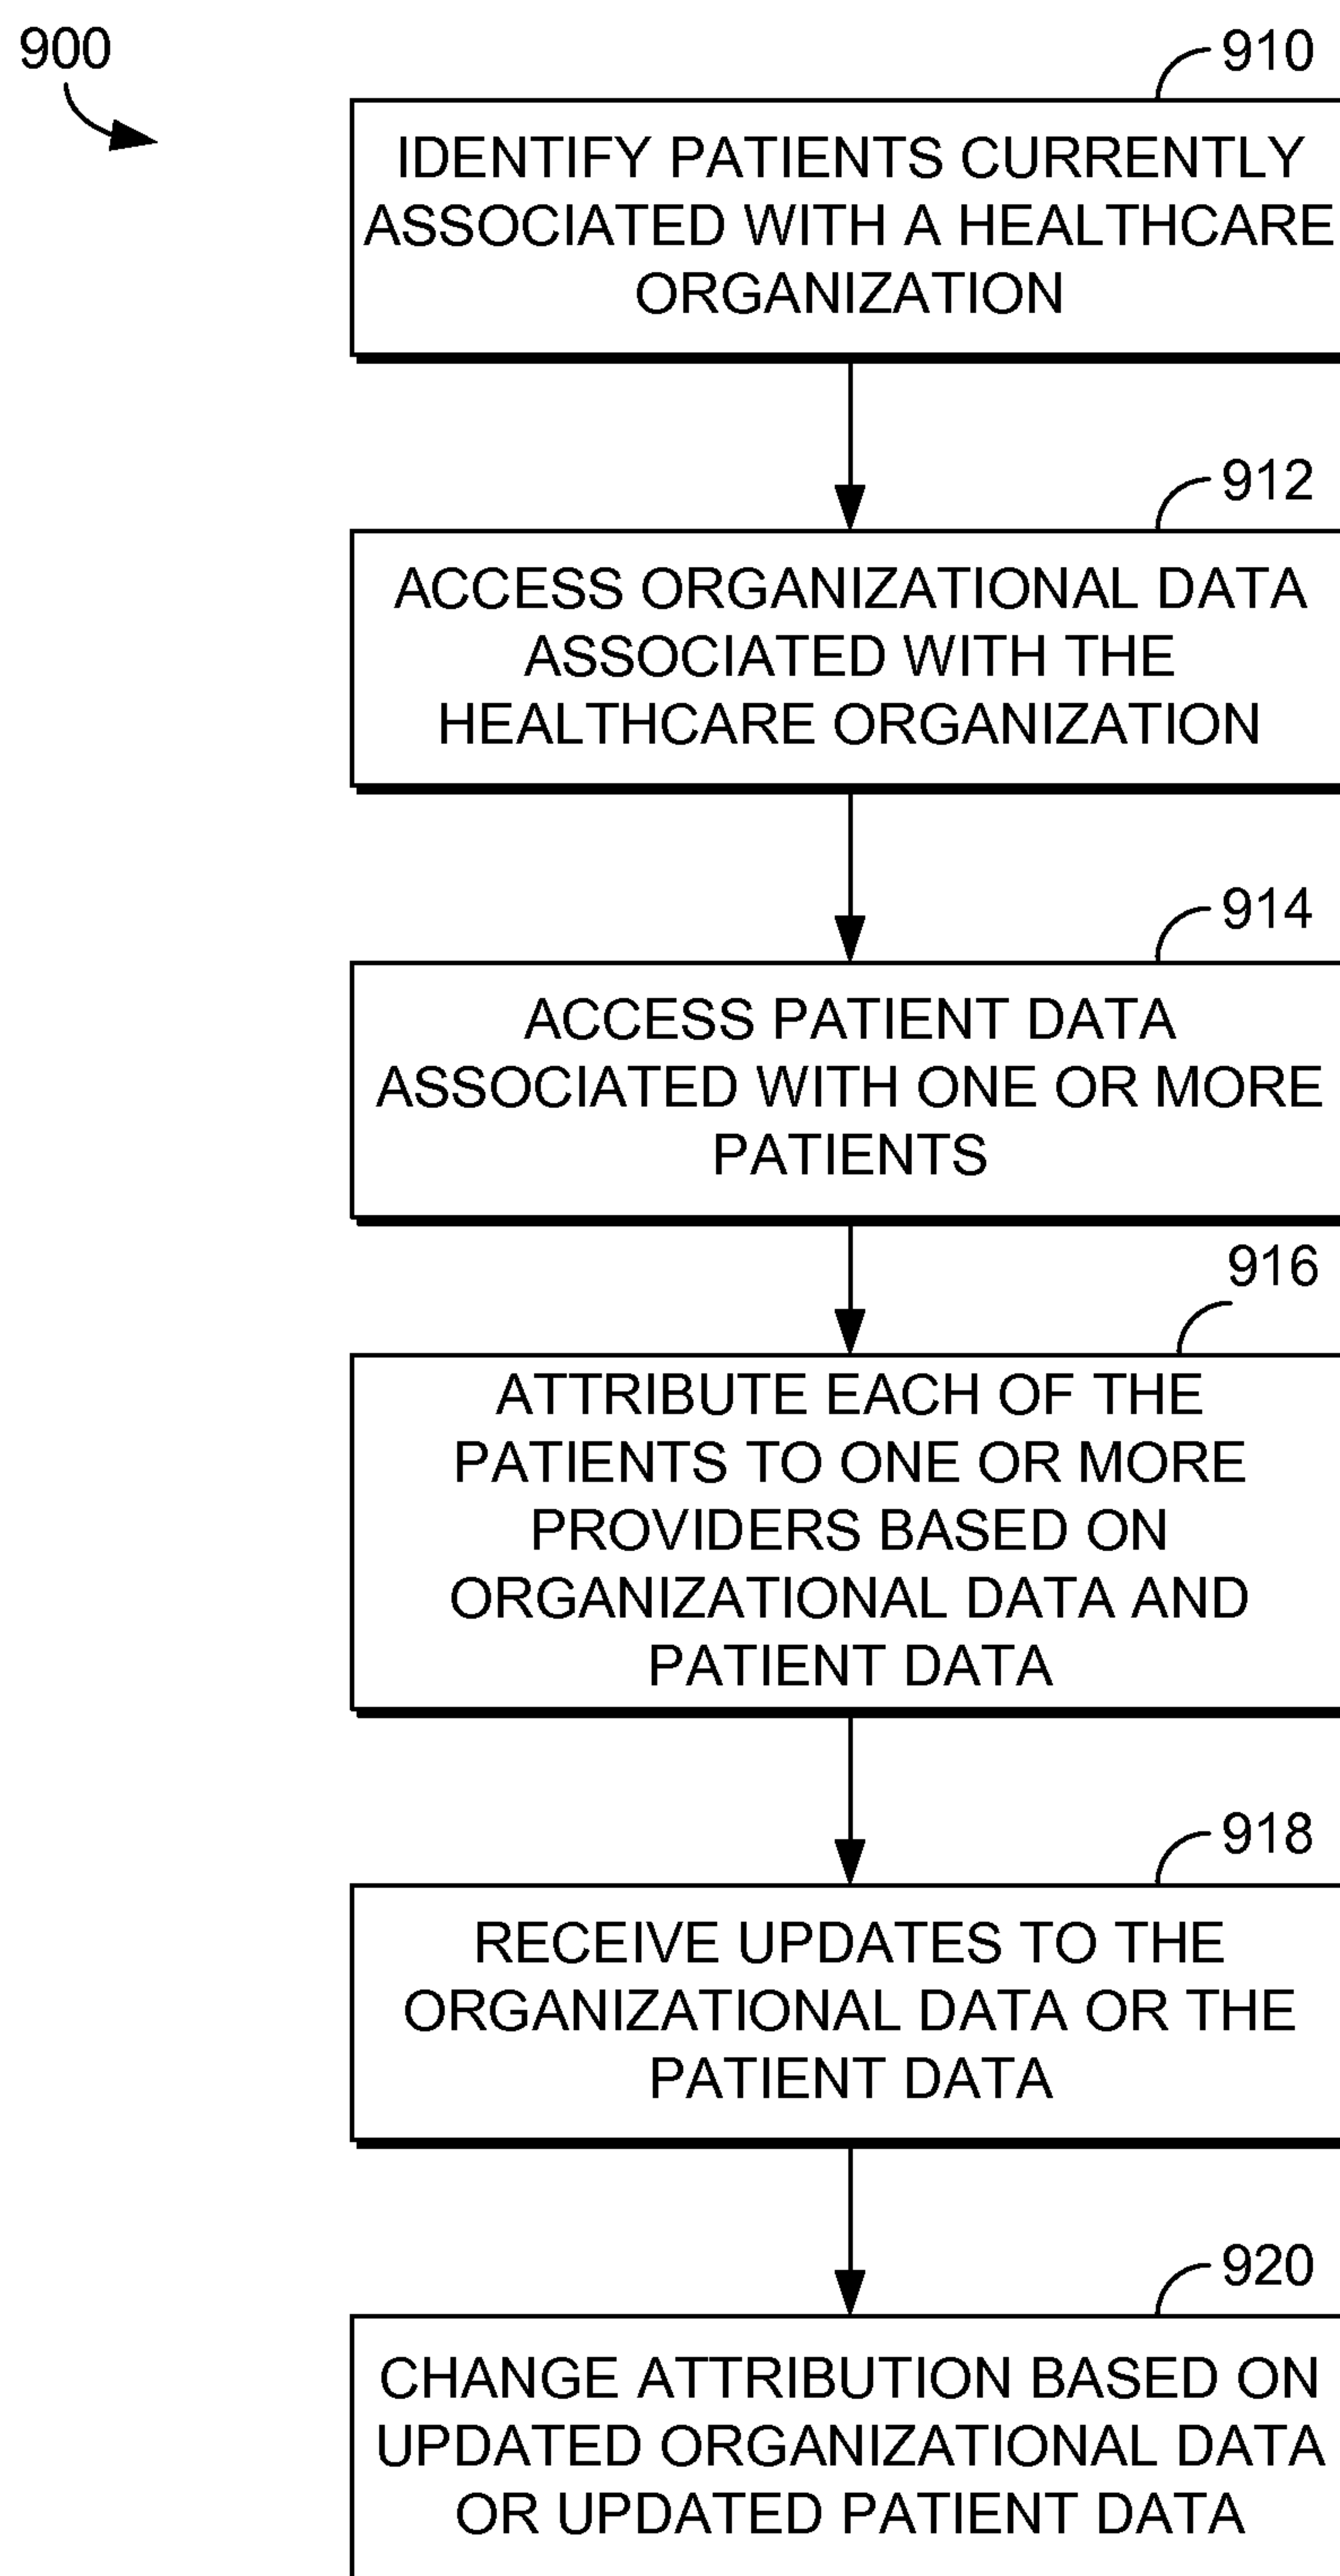 900
910
IDENTIFY PATIENTS CURRENTLY
ASSOCIATED WITH A HEALTHCARE
ORGANIZATION
912
ACCESS ORGANIZATIONAL DATA
ASSOCIATED WITH THE
HEALTHCARE ORGANIZATION
914
ACCESS PATIENT DATA
ASSOCIATED WITH ONE OR MORE
PATIENTS
916
ATTRIBUTE EACH OF THE
PATIENTS TO ONE OR MORE
PROVIDERS BASED ON
ORGANIZATIONAL DATA AND
PATIENT DATA
918
RECEIVE UPDATES TO THE
ORGANIZATIONAL DATA OR THE
PATIENT DATA
920
CHANGE ATTRIBUTION BASED ON
UPDATED ORGANIZATIONAL DATA
OR UPDATED PATIENT DATA